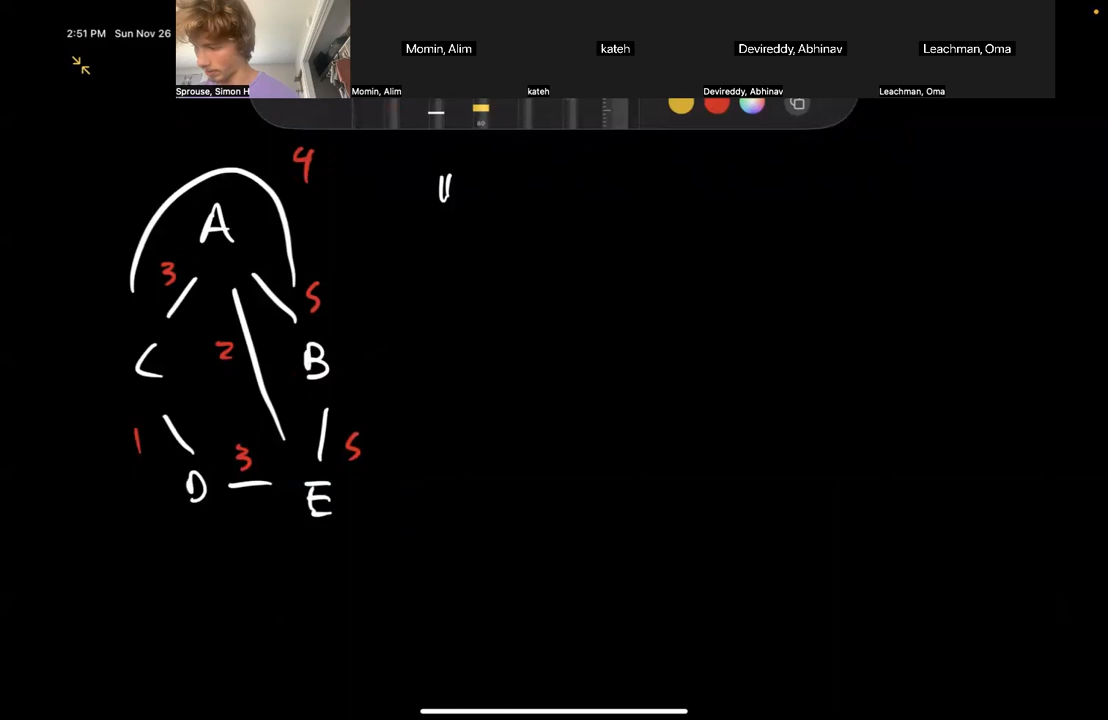 2:51 PM Sun Nov 26
Momin, Alim
kateh
Devireddy, Abhinav
Leachman, Oma
Sprouse, Simon H
Momin, Alim
kateh
Devireddy, Abhinav
Leachman, Oma
80
4
A
3
5
2
C
B
1
3
5
D
E